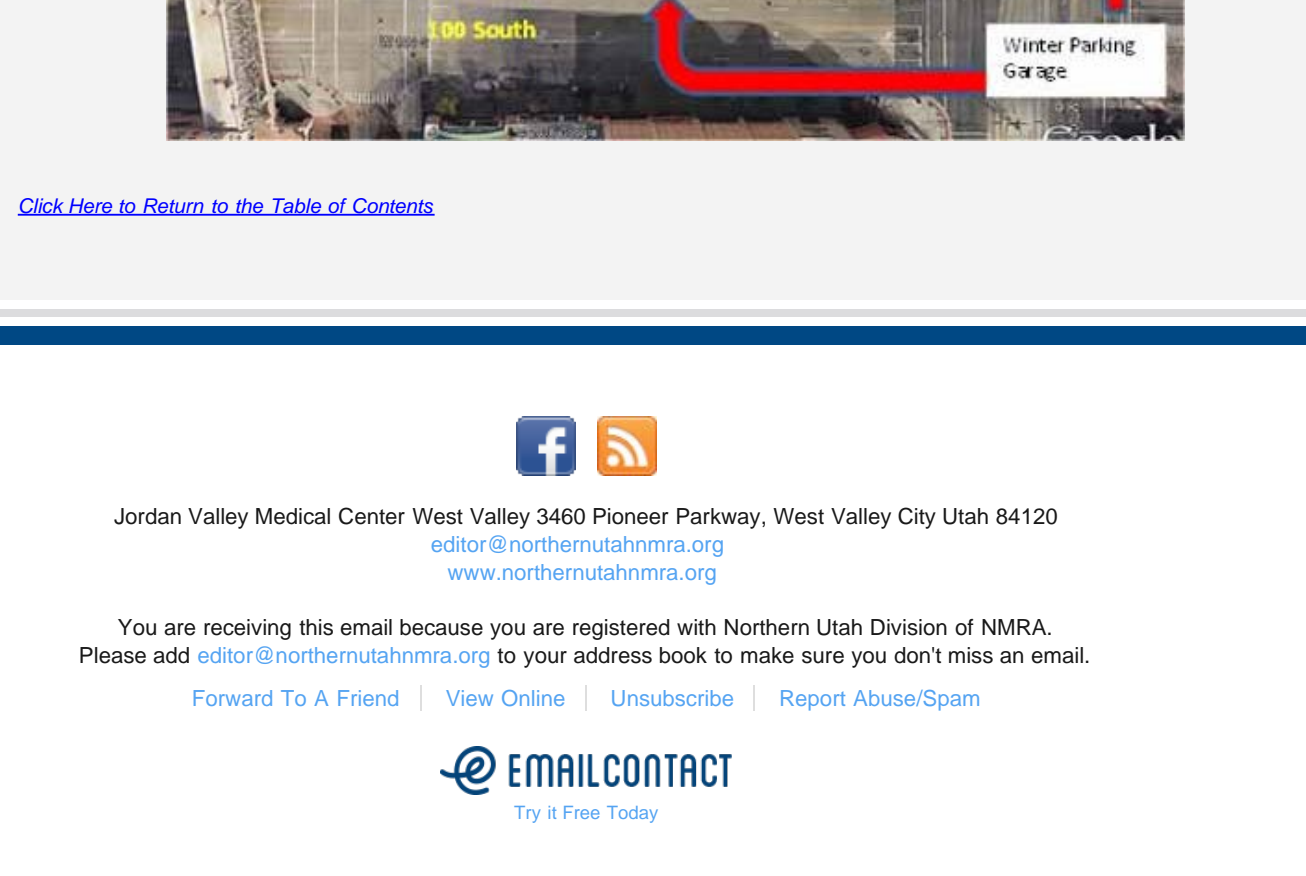 100 South
Winter Parking
Garage
Google
Click Here to Return to the Table of Contents
Jordan Valley Medical Center West Valley 3460 Pioneer Parkway, West Valley City Utah 84120
editor@northernutahnmra.org
www.northernutahnmra.org
You are receiving this email because you are registered with Northern Utah Division of NMRA.
Please add editor@northernutahnmra.org to your address book to make sure you don't miss an email.
Forward To A Friend | View Online | Unsubscribe | Report Abuse/Spam
EMAILCONTACT
Try it Free Today